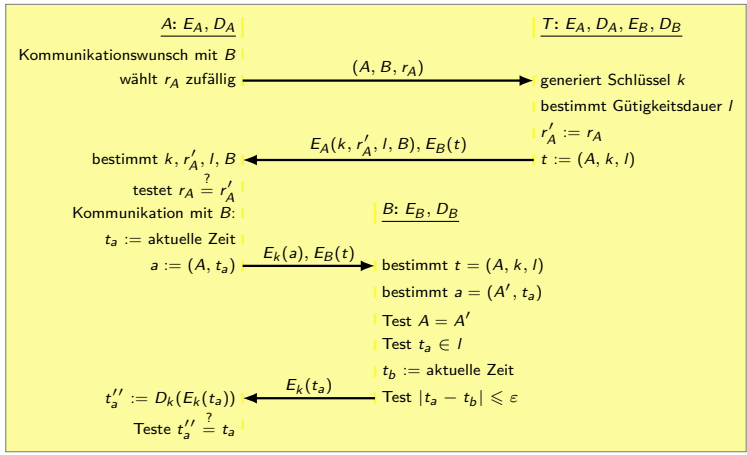 A: E_A, D_A	T: E_A, D_A, E_B, D_B
Kommunikationswunsch mit B
wählt r_A zufällig	(A, B, r_A)	generiert Schlüssel k
bestimmt Gütigkeitsdauer l
r′_A := r_A
bestimmt k, r′_A, l, B	E_A(k, r′_A, l, B), E_B(t)	t := (A, k, l)
testet r_A ≟ r′_A
Kommunikation mit B:	B: E_B, D_B
t_a := aktuelle Zeit
a := (A, t_a)	E_k(a), E_B(t)	bestimmt t = (A, k, l)
bestimmt a = (A′, t_a)
Test A = A′
Test t_a ∈ l
t_b := aktuelle Zeit
t″_a := D_k(E_k(t_a))	E_k(t_a)	Test |t_a − t_b| ⩽ ε
Teste t″_a ≟ t_a